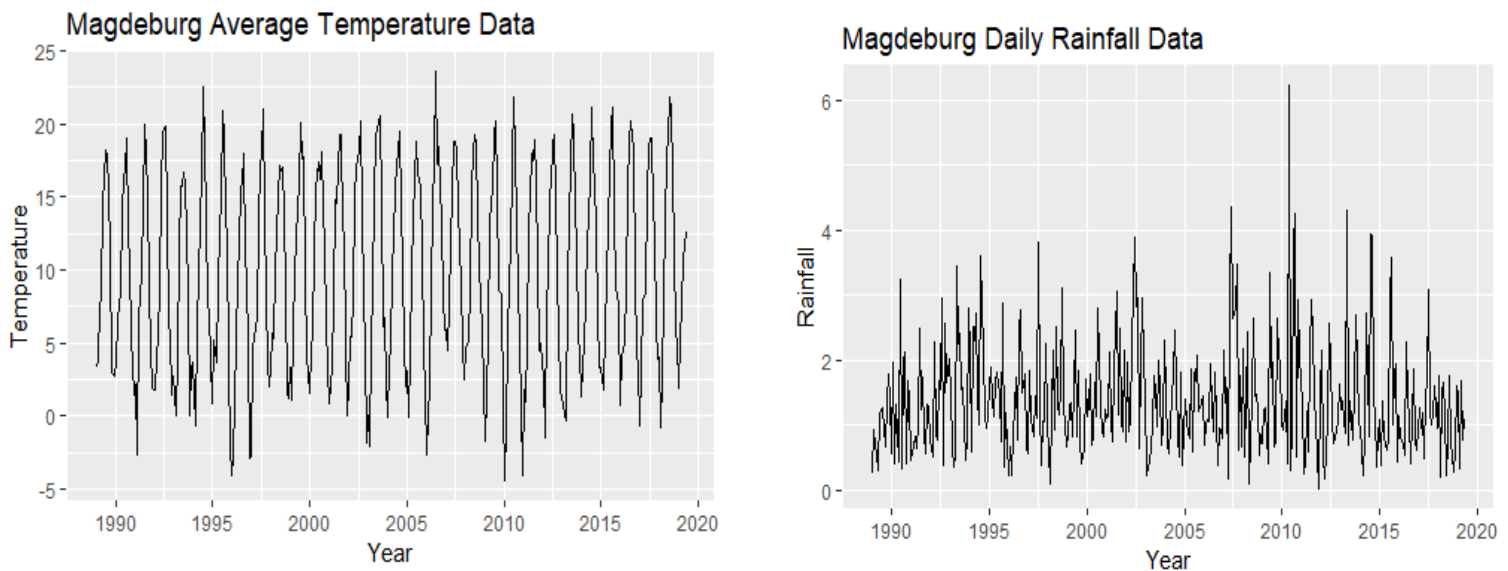 Magdeburg Average Temperature Data
25
20
15
10
5
0
-5
Temperature
1990 1995 2000 2005 2010 2015 2020
Year
Magdeburg Daily Rainfall Data
6
4
2
0
Rainfall
1990 1995 2000 2005 2010 2015 2020
Year